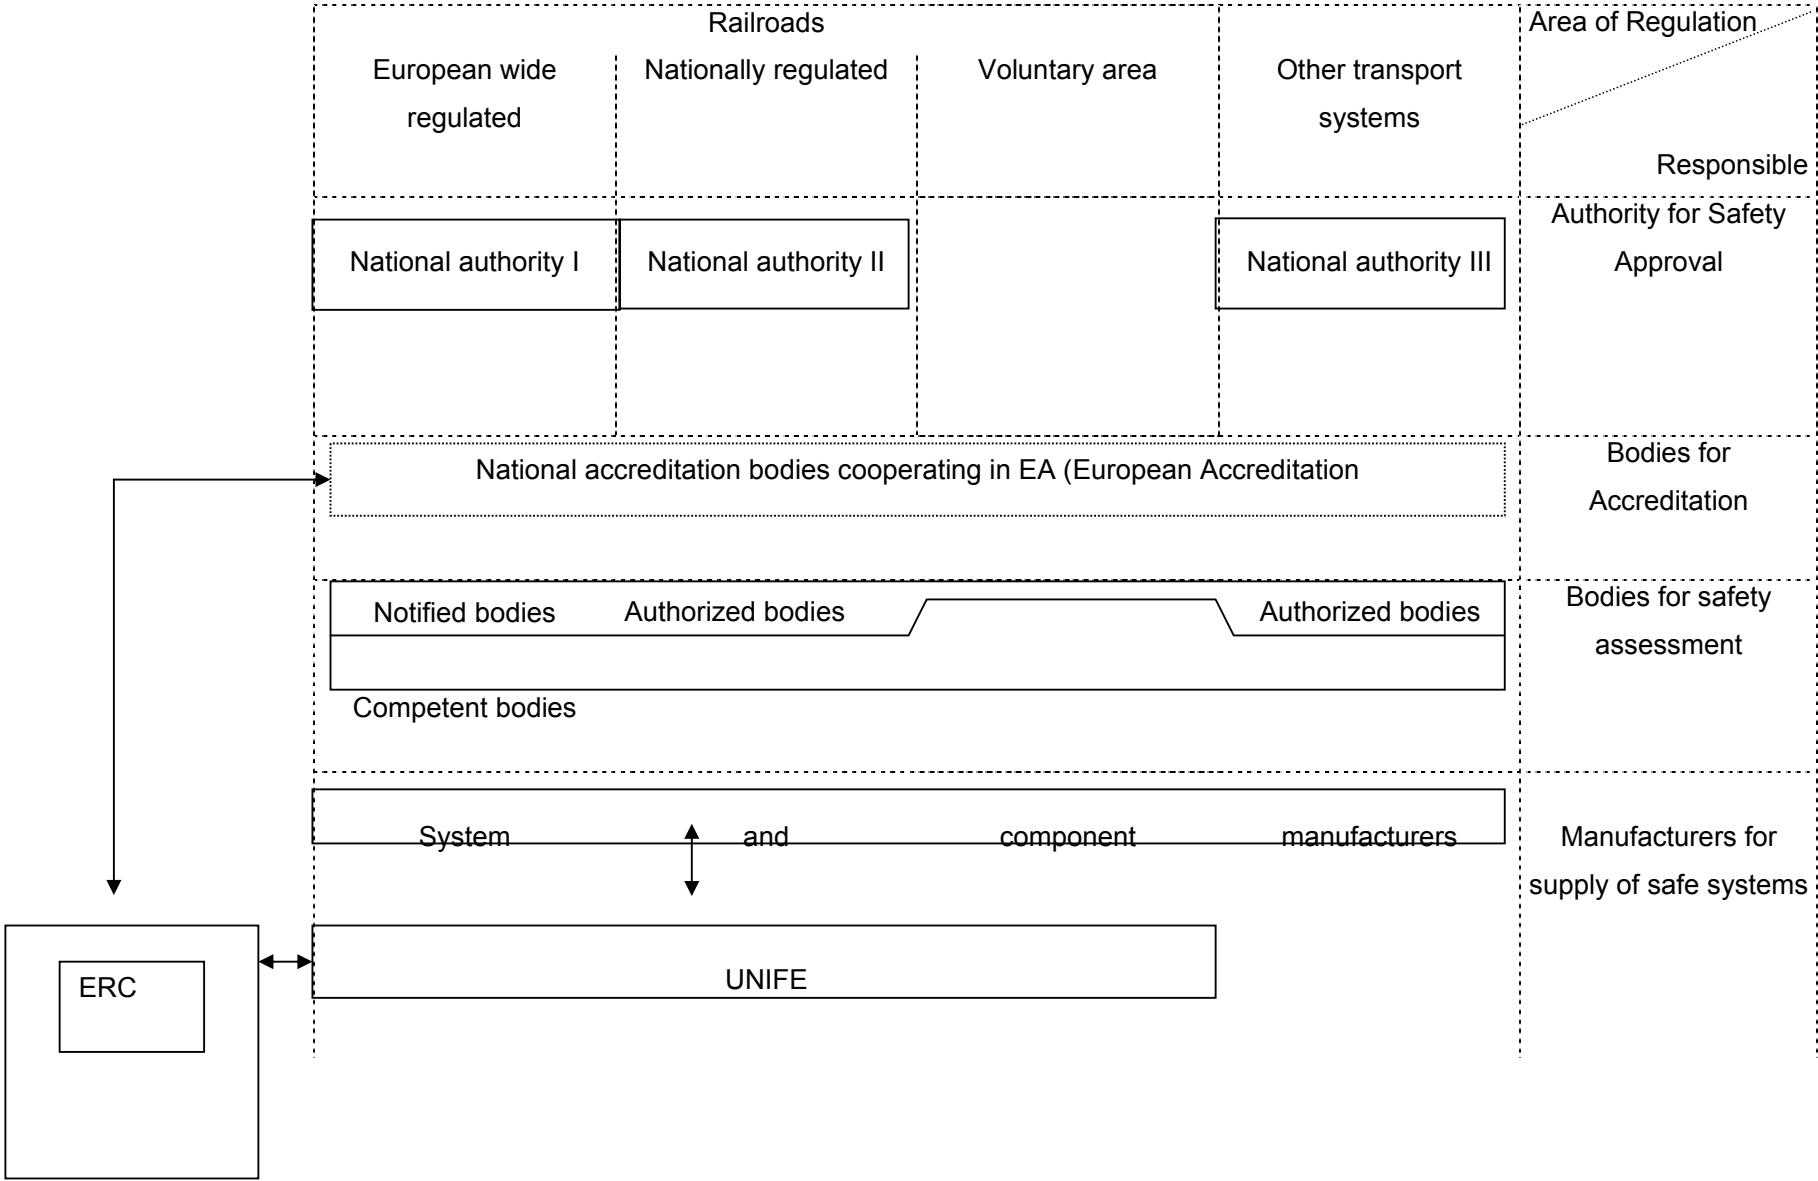 Railroads
Area of Regulation
European wide
regulated
Nationally regulated
Voluntary area
Other transport
systems
Responsible
National authority I
National authority II
National authority III
Authority for Safety
Approval
National accreditation bodies cooperating in EA (European Accreditation
Bodies for
Accreditation
Notified bodies
Authorized bodies
Authorized bodies
Competent bodies
Bodies for safety
assessment
System and component manufacturers
Manufacturers for
supply of safe systems
ERC
UNIFE